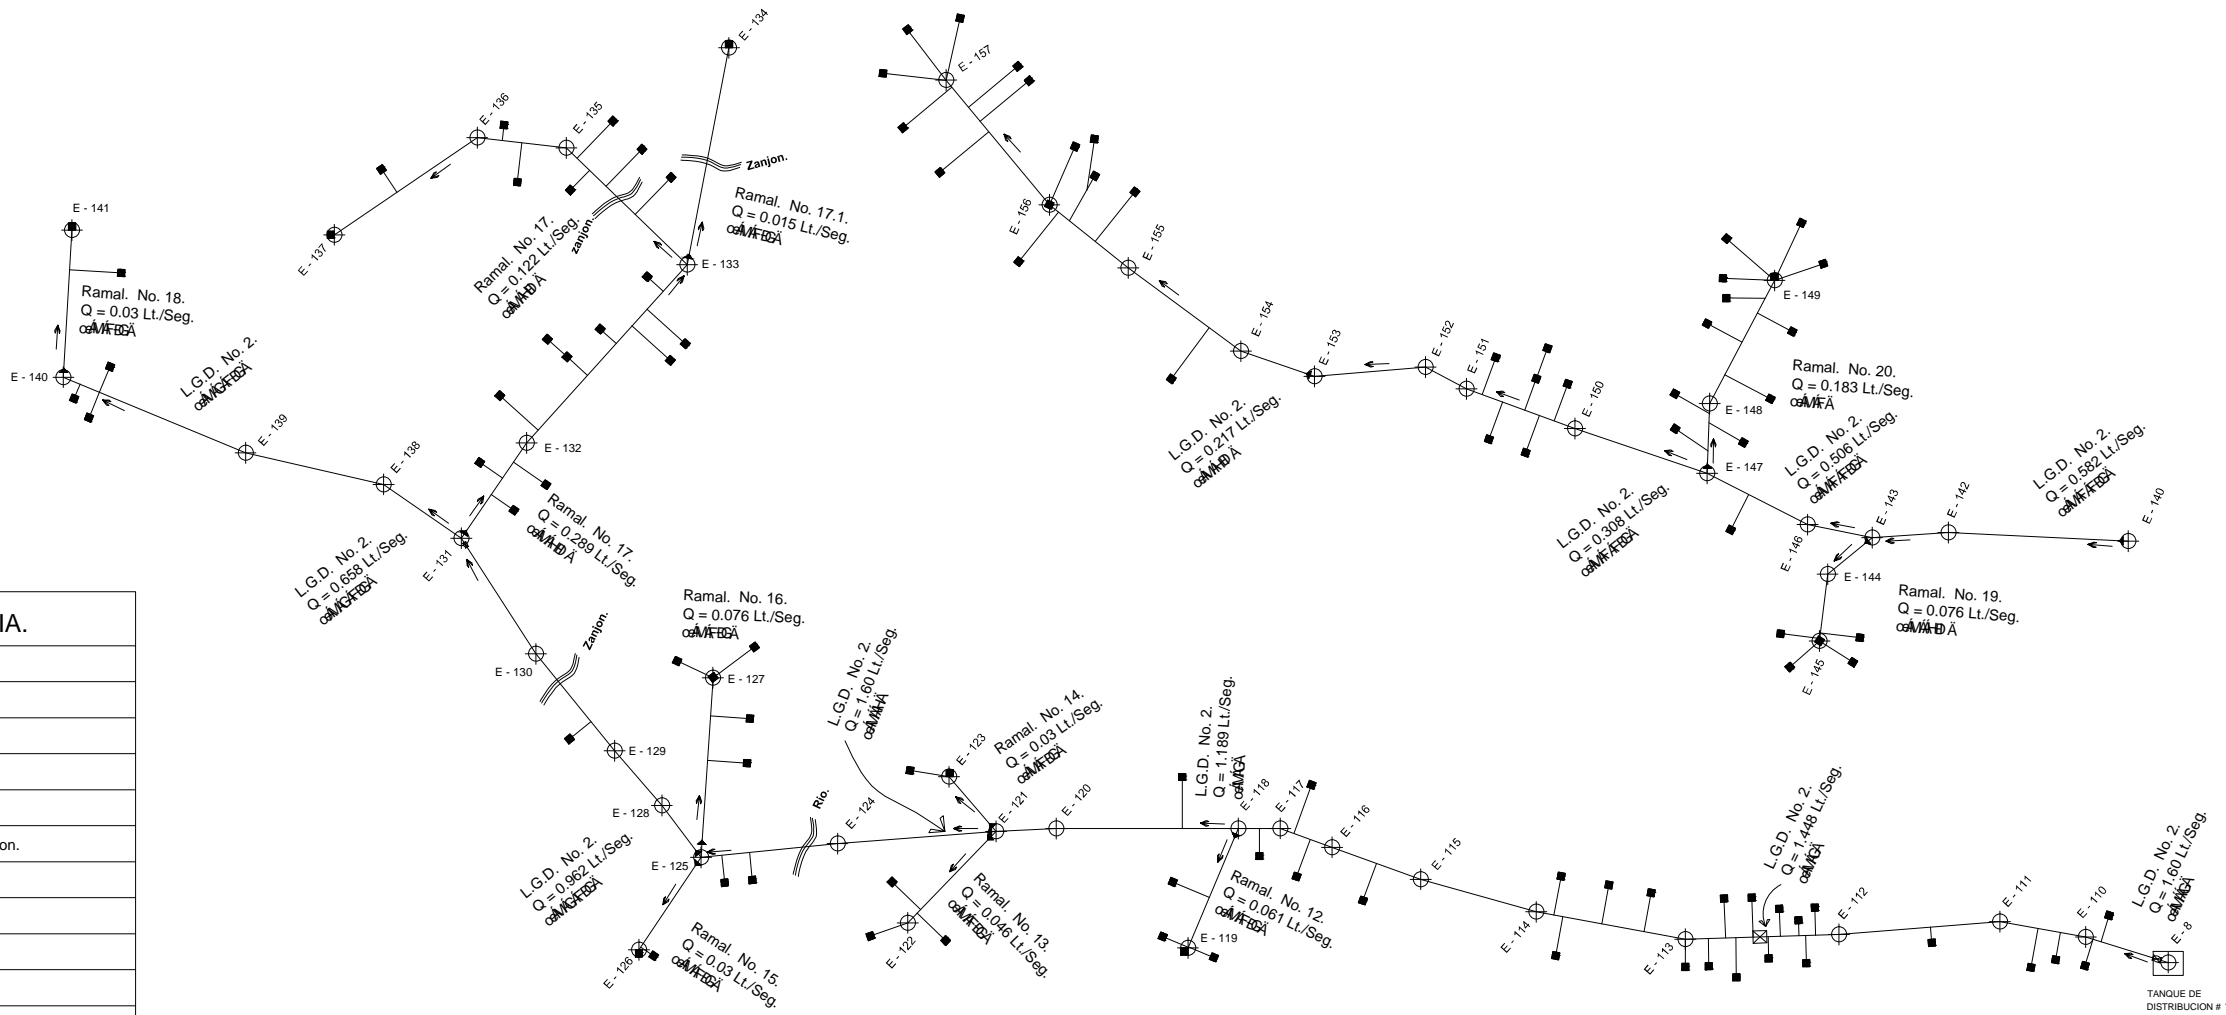 E - 134
E - 157
E - 136
E - 135
Zanjon.
Ramal. No. 17.1.
Q = 0.015 Lt./Seg.
E - 141
E - 137
Ramal. No. 17.
Q = 0.122 Lt./Seg.
zanjon.
E - 133
E - 156
E - 155
Ramal. No. 18.
Q = 0.03 Lt./Seg.
E - 149
E - 140
L.G.D. No. 2.
E - 154
E - 153
E - 152
E - 151
Ramal. No. 20.
Q = 0.183 Lt./Seg.
E - 148
E - 139
E - 138
E - 132
L.G.D. No. 2.
Q = 0.217 Lt./Seg.
E - 150
E - 147
L.G.D. No. 2.
Q = 0.506 Lt./Seg.
L.G.D. No. 2.
Q = 0.582 Lt./Seg.
L.G.D. No. 2.
Q = 0.658 Lt./Seg.
E - 131
Ramal. No. 17.
Q = 0.289 Lt./Seg.
L.G.D. No. 2.
Q = 0.308 Lt./Seg.
E - 146
E - 143
E - 142
E - 140
E - 144
Ramal. No. 19.
Q = 0.076 Lt./Seg.
E - 145
IA.
on.
E - 130
Zanjon.
Ramal. No. 16.
Q = 0.076 Lt./Seg.
E - 127
E - 129
E - 128
L.G.D. No. 2.
Q = 1.60 Lt./Seg.
E - 123
Ramal. No. 14.
Q = 0.03 Lt./Seg.
L.G.D. No. 2.
Q = 1.189 Lt./Seg.
E - 125
Rio.
E - 124
E - 121
E - 120
E - 118
E - 117
E - 116
E - 115
L.G.D. No. 2.
Q = 0.962 Lt./Seg.
E - 126
Ramal. No. 15.
Q = 0.03 Lt./Seg.
E - 122
Ramal. No. 13.
Q = 0.046 Lt./Seg.
E - 119
Ramal. No. 12.
Q = 0.061 Lt./Seg.
E - 114
E - 113
L.G.D. No. 2.
Q = 1.448 Lt./Seg.
E - 112
E - 111
E - 110
L.G.D. No. 2.
Q = 1.60 Lt./Seg.
E - 8
TANQUE DE
DISTRIBUCION #